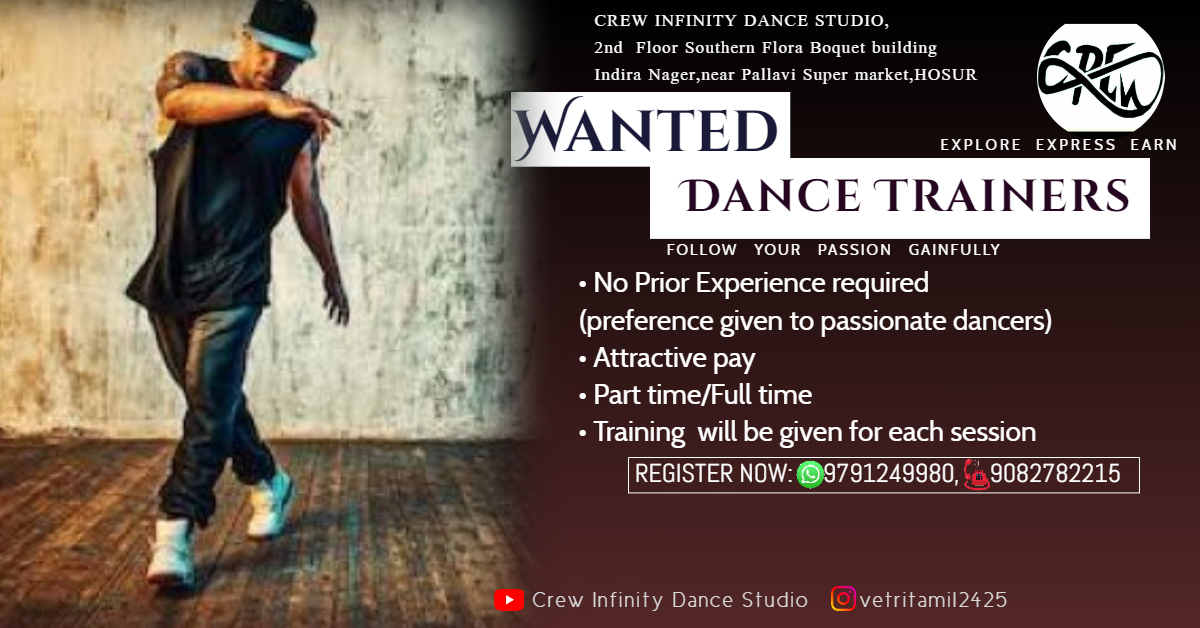 CREW INFINITY DANCE STUDIO,
2nd Floor Southern Flora Boquet building
Indira Nager,near Pallavi Super market,HOSUR
CREW
EXPLORE EXPRESS EARN
WANTED
DANCE TRAINERS
FOLLOW YOUR PASSION GAINFULLY
• No Prior Experience required
(preference given to passionate dancers)
• Attractive pay
• Part time/Full time
• Training will be given for each session
REGISTER NOW: 9791249980, 9082782215
Crew Infinity Dance Studio vetritamil2425